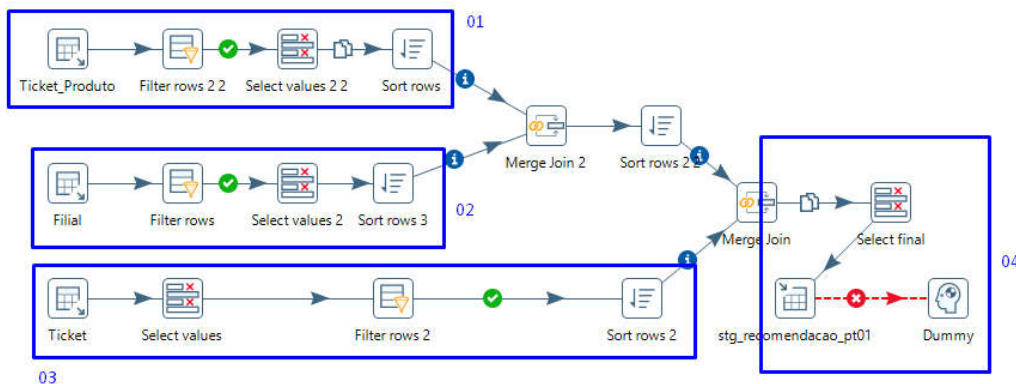 01
Ticket_Produto
Filter rows 2 2
Select values 2 2
Sort rows
Merge Join 2
Sort rows 2 2
02
Filial
Filter rows
Select values 2
Sort rows 3
Merge Join
Select final
04
Ticket
Select values
Filter rows 2
Sort rows 2
stg_recomendacao_pt01
Dummy
03